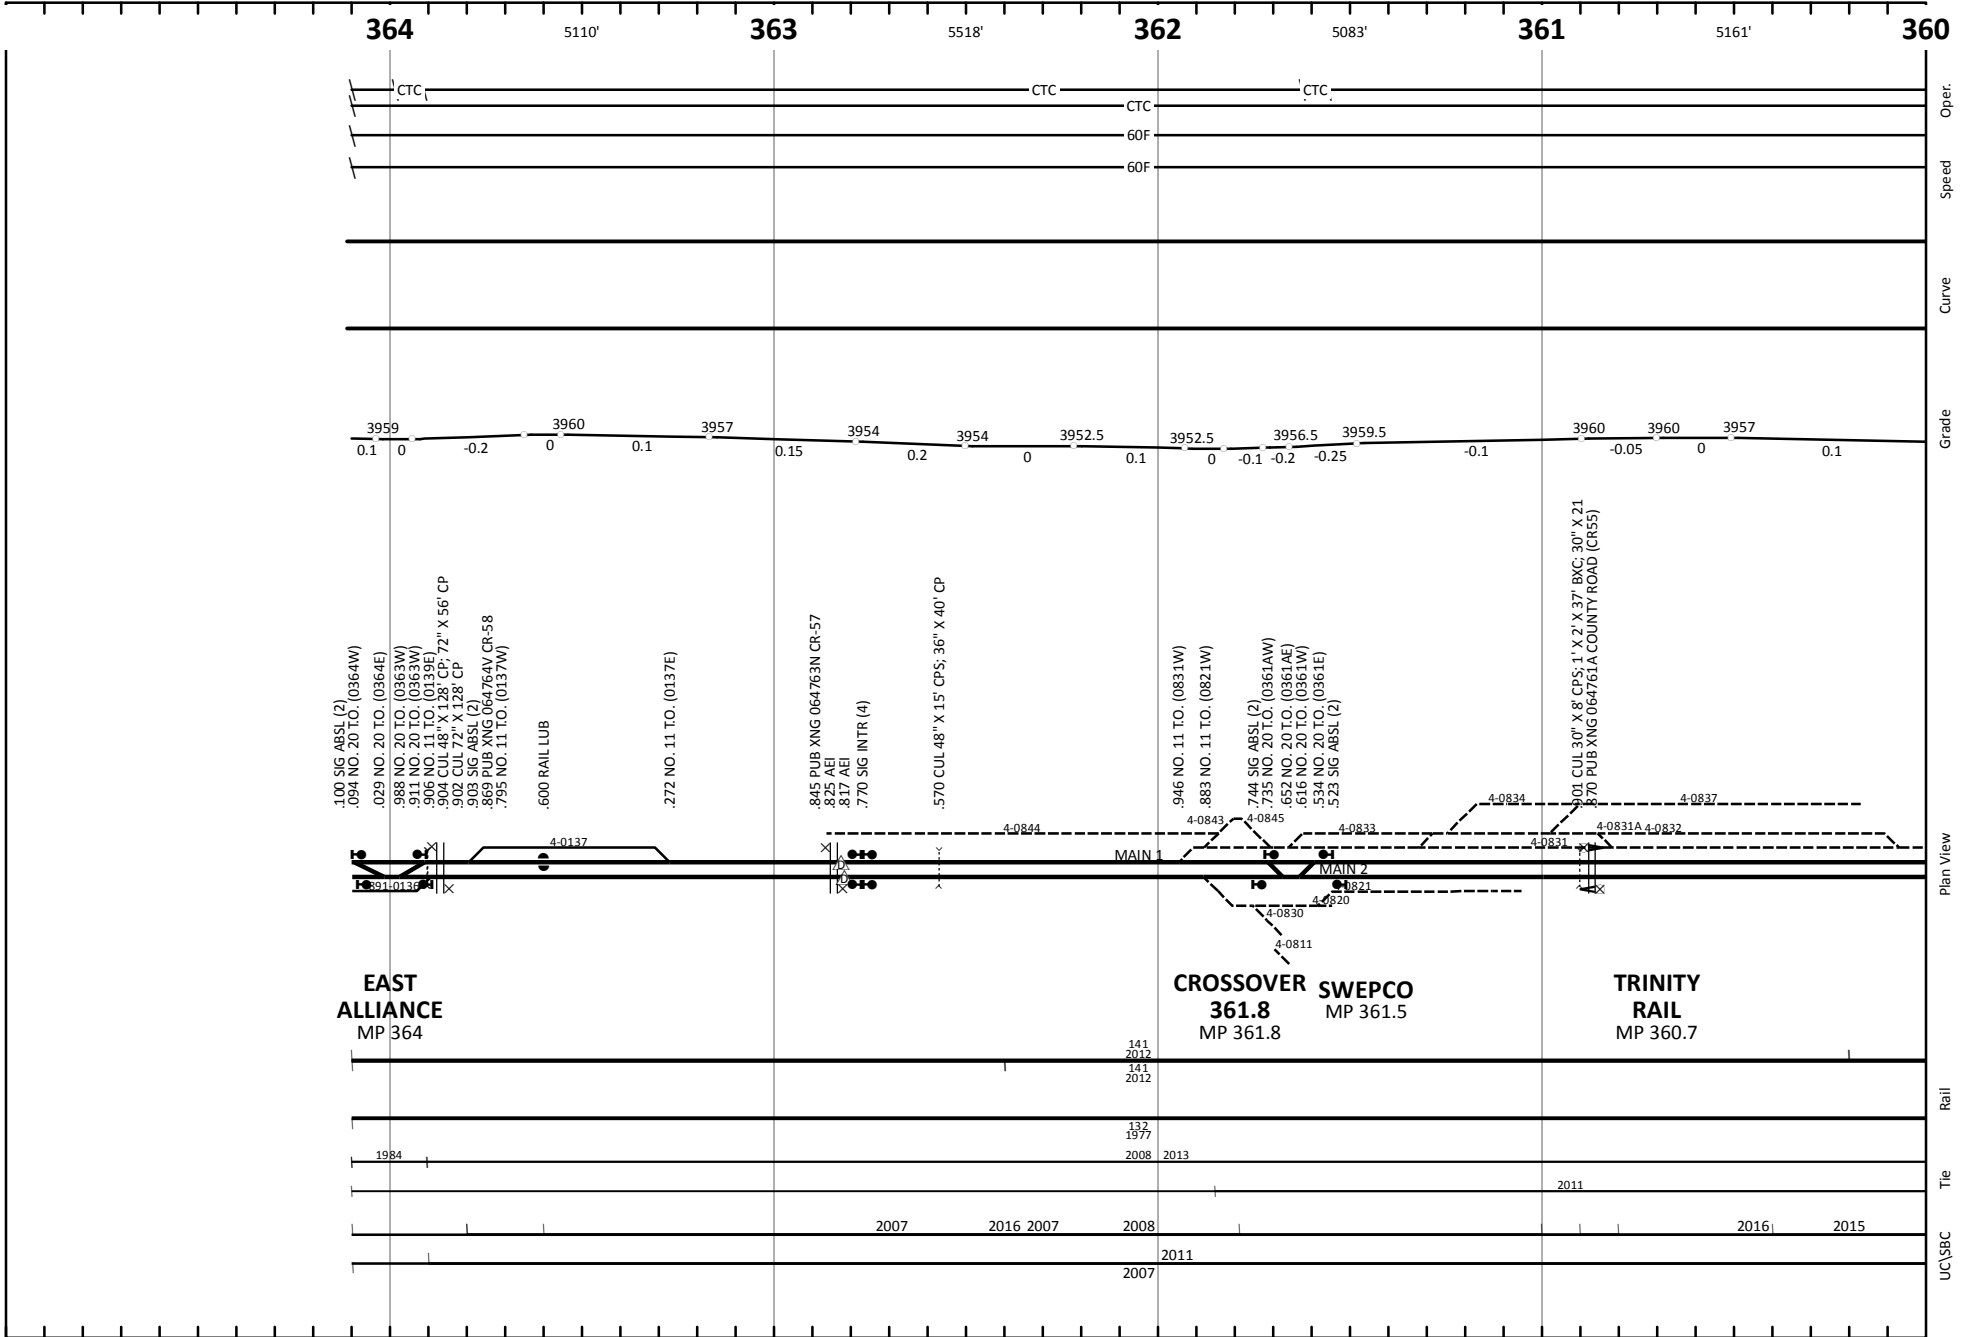 364 5110' 363 5518' 362 5083' 361 5161' 360
CTC CTC CTC
CTC
60F
60F
Oper.
Speed
Curve
Grade
3959 3960 3957 3954 3954 3952.5 3952.5 3956.5 3959.5 3960 3960 3957
0.1 0 -0.2 0 0.1 0.15 0.2 0 0.1 0 -0.1 -0.2 -0.25 -0.1 -0.05 0 0.1
.100 SIG ABSL (2)
.094 NO. 20 T.O. (0364W)
.029 NO. 20 T.O. (0364E)
.988 NO. 20 T.O. (0363W)
.911 NO. 20 T.O. (0363W)
.906 NO. 11 T.O. (0139E)
.904 CUL 48" X 128' CP; 72" X 56' CP
.902 CUL 72" X 128' CP
.903 SIG ABSL (2)
.869 PUB XNG 064764V CR-58
.795 NO. 11 T.O. (0137W)
.600 RAIL LUB
.272 NO. 11 T.O. (0137E)
.845 PUB XNG 064763N CR-57
.825 AEI
.817 AEI
.770 SIG INTR (4)
.570 CUL 48" X 15' CPS; 36" X 40' CP
.946 NO. 11 T.O. (0831W)
.883 NO. 11 T.O. (0821W)
.744 SIG ABSL (2)
.735 NO. 20 T.O. (0361AW)
.652 NO. 20 T.O. (0361AE)
.616 NO. 20 T.O. (0361W)
.534 NO. 20 T.O. (0361E)
.523 SIG ABSL (2)
.901 CUL 30" X 8' CPS; 1' X 2' X 37' BXC; 30" X 21
.870 PUB XNG 064761A COUNTY ROAD (CR55)
4-0834 4-0837
4-0843 4-0845
4-0844 4-0833 4-0831A 4-0832
4-0137 4-0831
MAIN 1
D
MAIN 2
D
891-0136 0821
4-0820
4-0830
4-0811
Plan View
EAST
ALLIANCE
MP 364
CROSSOVER
361.8
MP 361.8
SWEPCO
MP 361.5
TRINITY
RAIL
MP 360.7
141
2012
141
2012
Rail
132
1977
1984 2008 2013
Tie
2011
2007 2016 2007 2008 2016 2015
UC\SBC
2011
2007